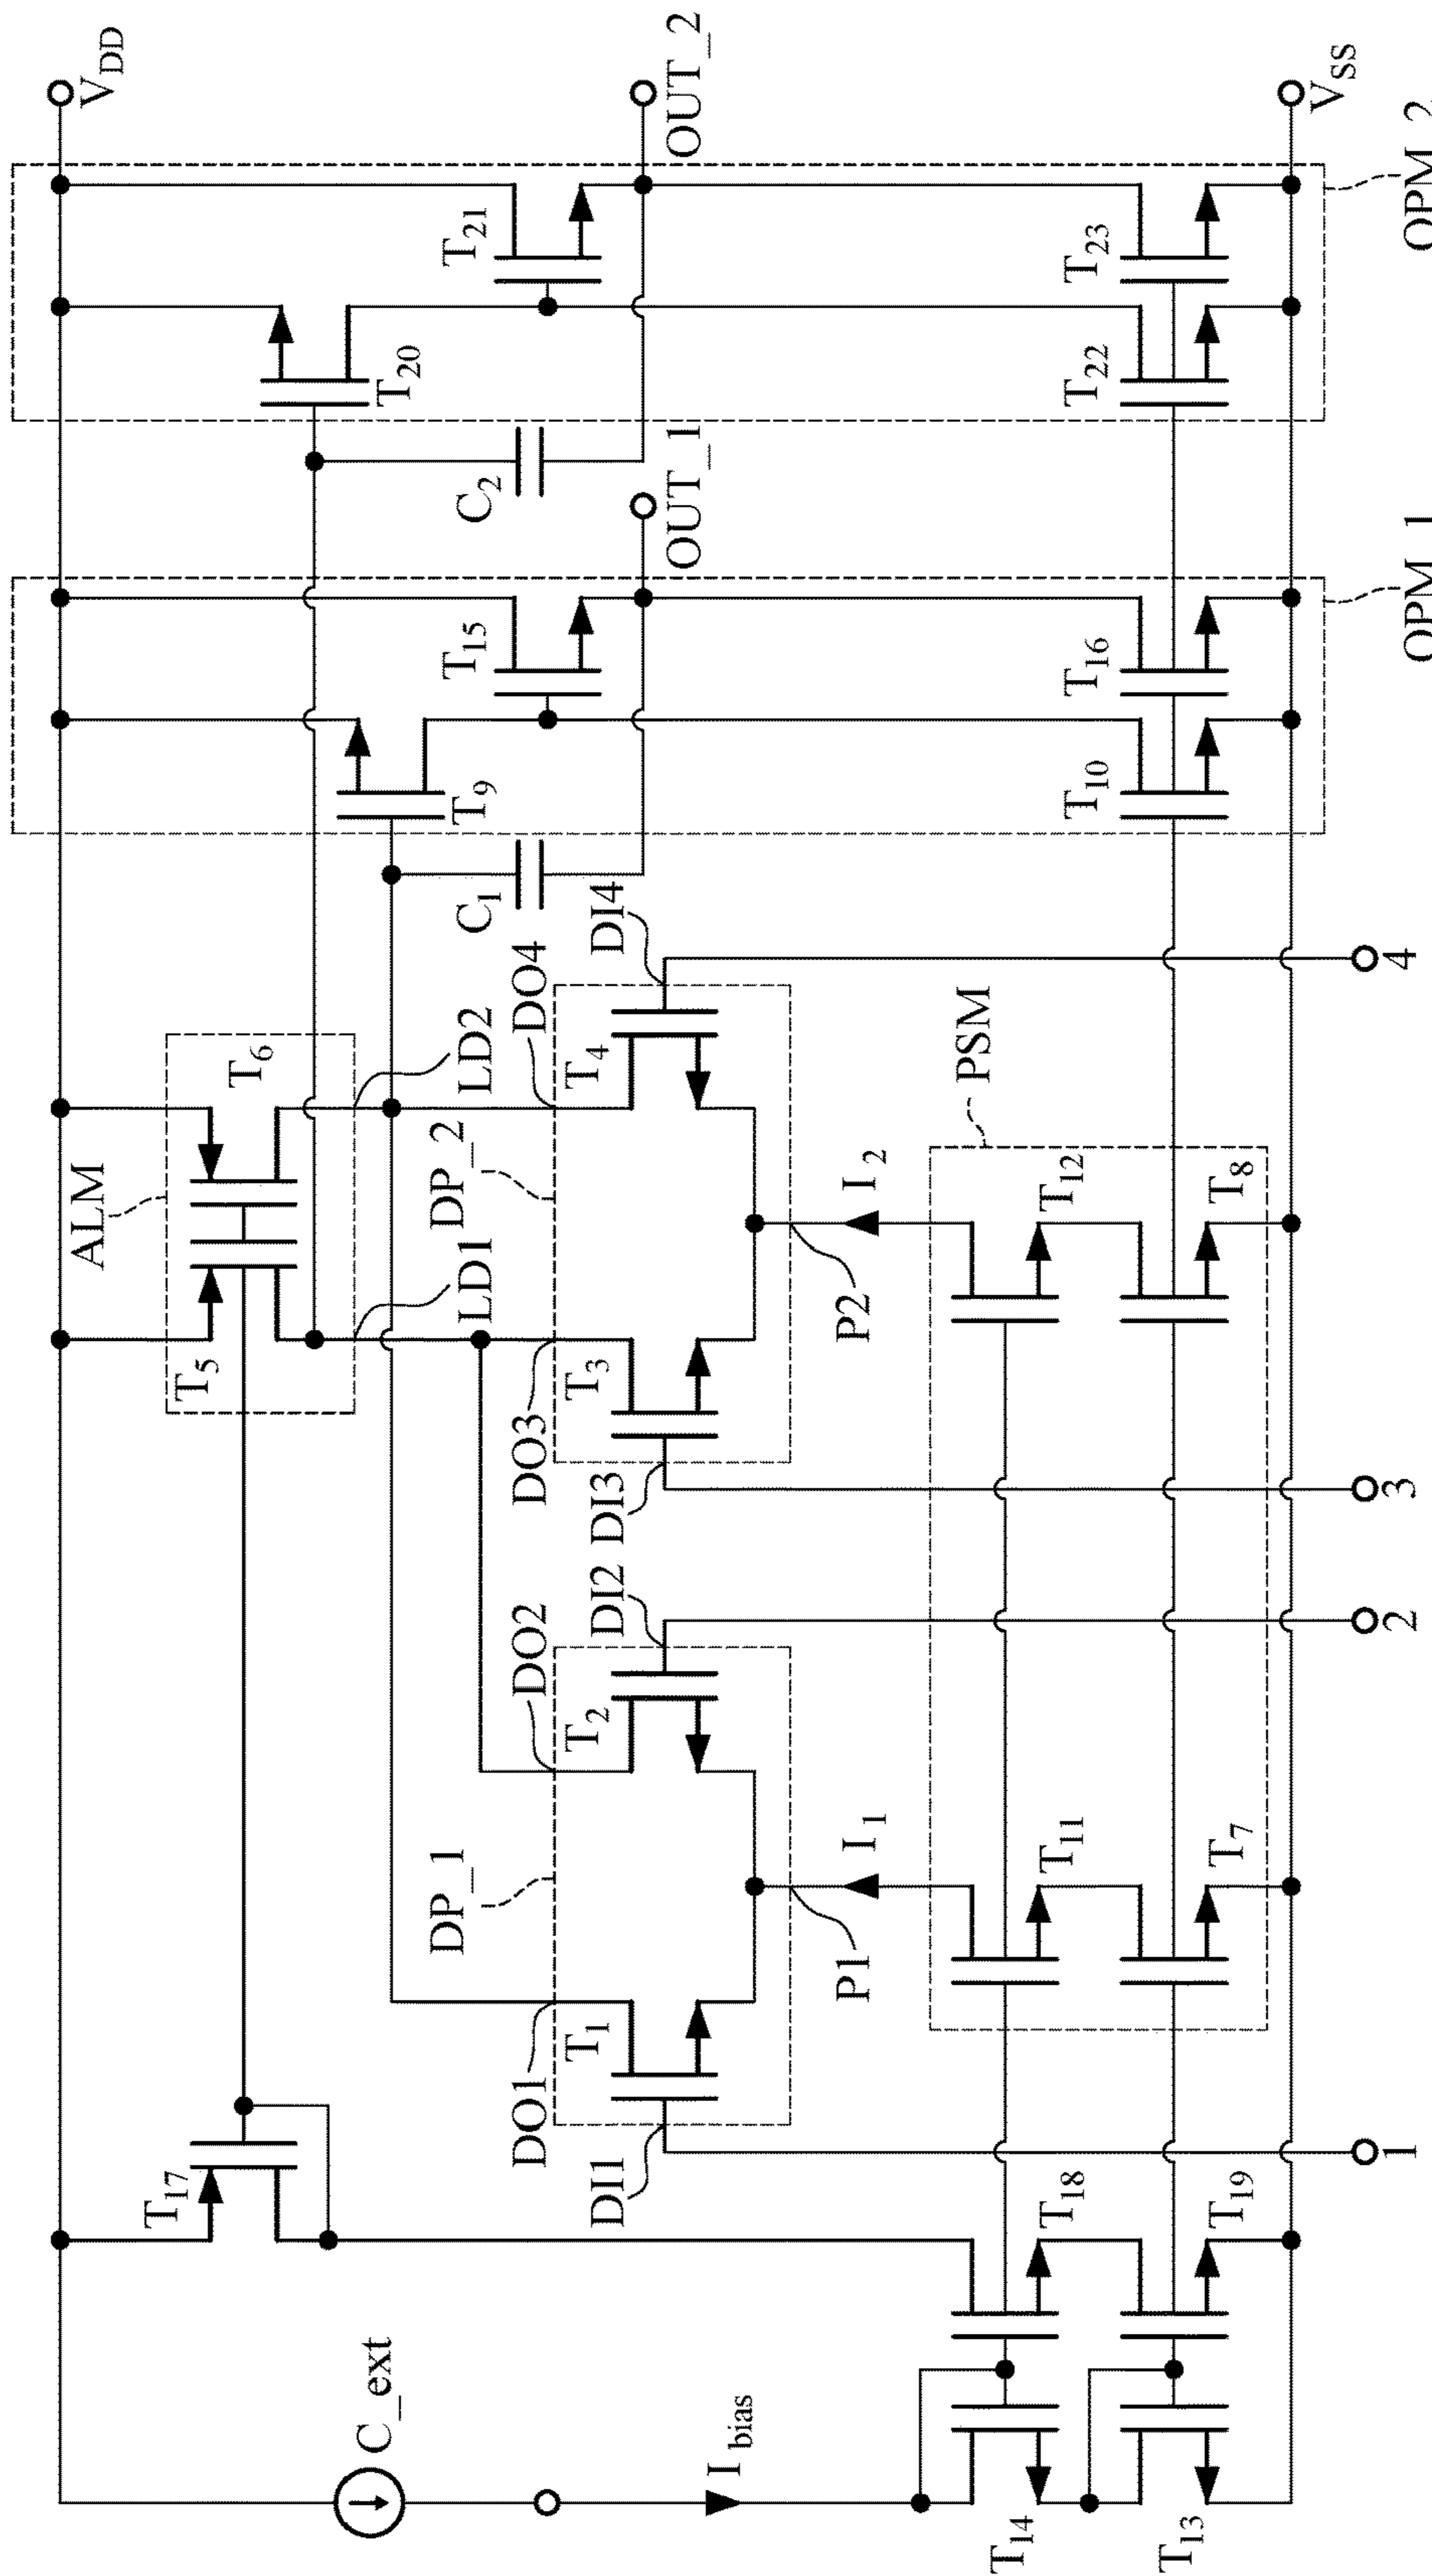 V_DD
C_ext
I_bias
T_14
T_13
T_17
T_18
T_19
ALM
T_5
T_6
LD1
LD2
DP_1
DO1
DO2
T_1
T_2
DI1
DI2
P1
I_1
DP_2
DO3
DO4
T_3
T_4
DI3
DI4
P2
I_2
PSM
T_11
T_12
T_7
T_8
1
2
3
4
C_1
T_9
T_15
T_10
T_16
OUT_1
OPM_1
C_2
T_20
T_21
T_22
T_23
OUT_2
V_SS
OPM_2